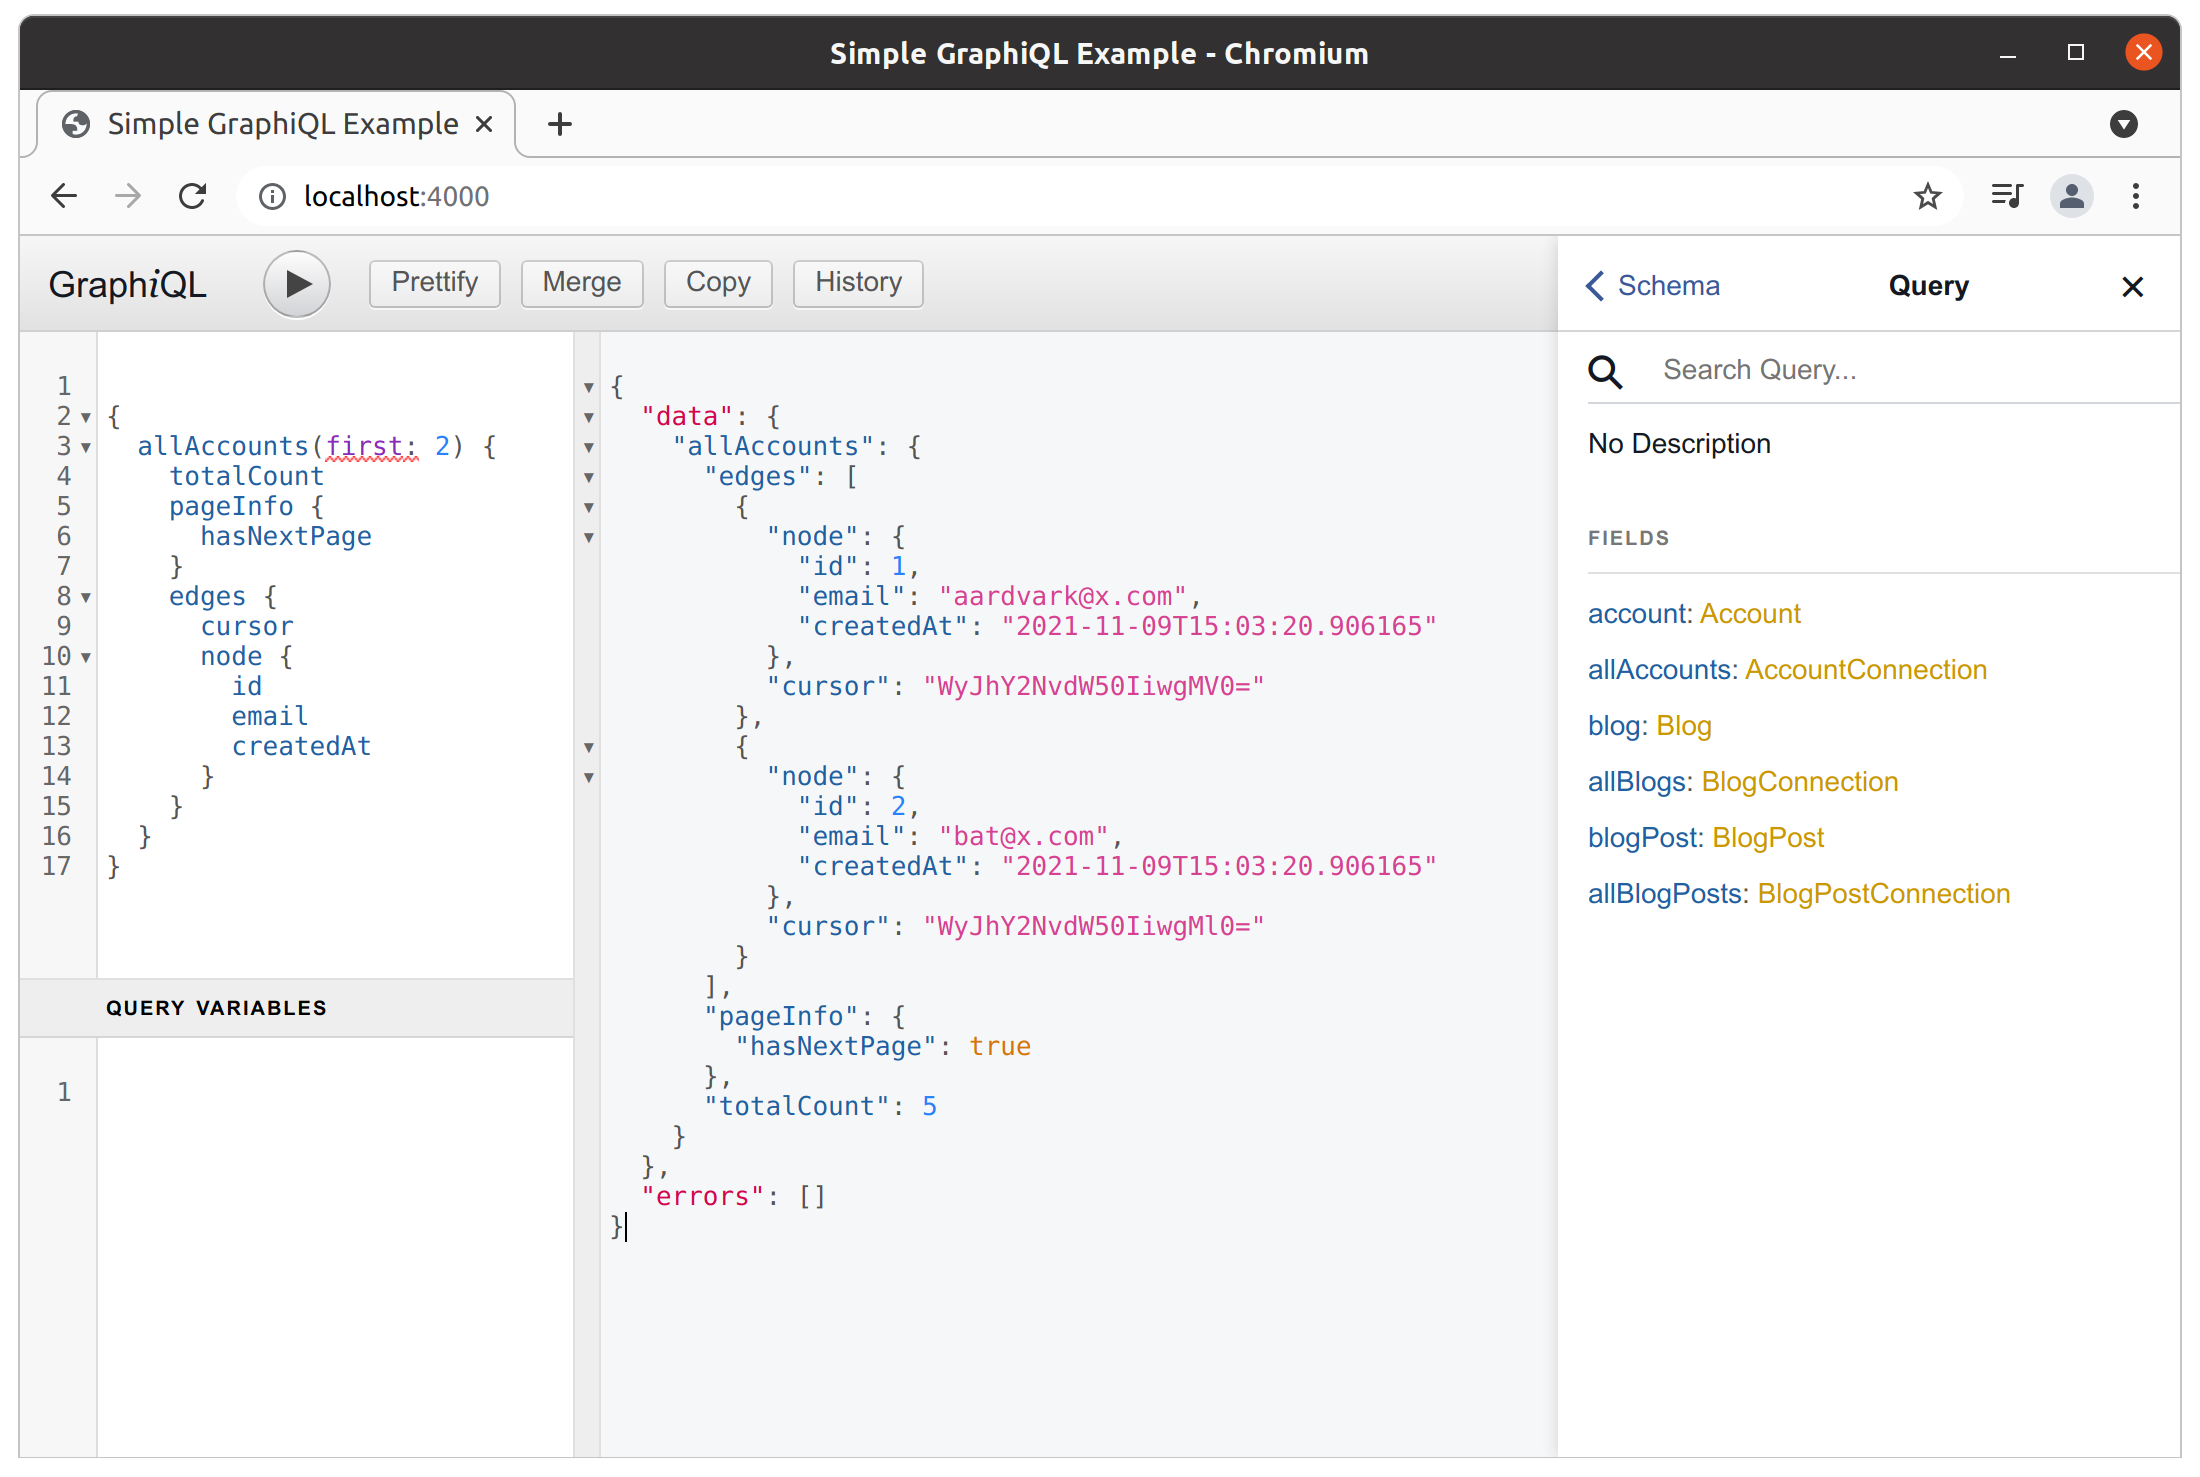 Simple GraphiQL Example - Chromium
Simple GraphiQL Example
localhost:4000
GraphiQL
Prettify
Merge
Copy
History
1
2 {
3   allAccounts(first: 2) {
4     totalCount
5     pageInfo {
6       hasNextPage
7     }
8     edges {
9       cursor
10       node {
11         id
12         email
13         createdAt
14       }
15     }
16   }
17 }
QUERY VARIABLES
1
{
  "data": {
    "allAccounts": {
      "edges": [
        {
          "node": {
            "id": 1,
            "email": "aardvark@x.com",
            "createdAt": "2021-11-09T15:03:20.906165"
          },
          "cursor": "WyJhY2NvdW50IiwgMV0="
        },
        {
          "node": {
            "id": 2,
            "email": "bat@x.com",
            "createdAt": "2021-11-09T15:03:20.906165"
          },
          "cursor": "WyJhY2NvdW50IiwgMl0="
        }
      ],
      "pageInfo": {
        "hasNextPage": true
      },
      "totalCount": 5
    }
  },
  "errors": []
}
Schema
Query
Search Query...
No Description
FIELDS
account: Account
allAccounts: AccountConnection
blog: Blog
allBlogs: BlogConnection
blogPost: BlogPost
allBlogPosts: BlogPostConnection